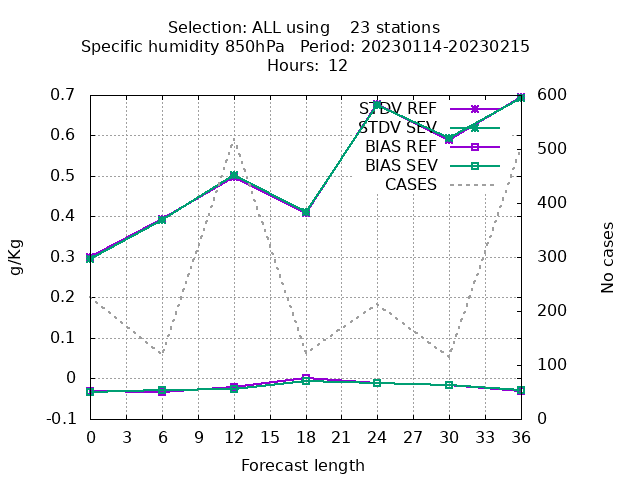 Selection: ALL using 23 stations
Specific humidity 850hPa Period: 20230114-20230215
Hours: 12
0.7
0.6
0.5
0.4
0.3
0.2
0.1
0
-0.1
600
500
400
300
200
100
0
STDV REF
STDV SEV
BIAS REF
BIAS SEV
CASES
g/Kg
No cases
0 3 6 9 12 15 18 21 24 27 30 33 36
Forecast length